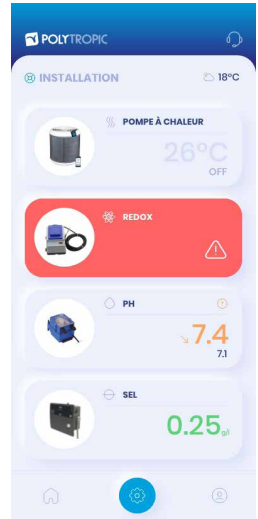 POLYTROPIC
INSTALLATION
18°C
POMPE À CHALEUR
26°C
OFF
REDOX
PH
7.4
7.1
SEL
0.25g/l